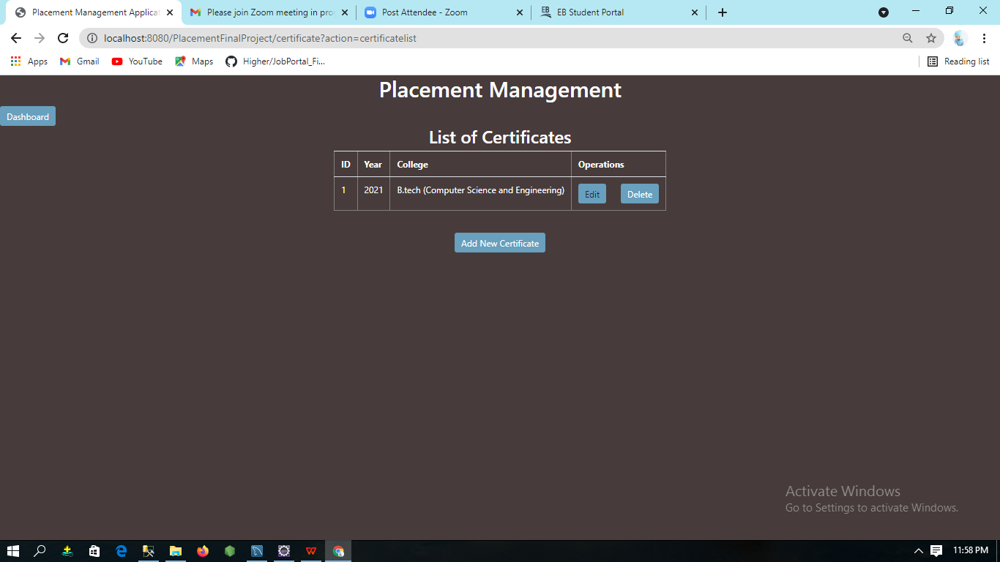 Placement Management Applicat
Please join Zoom meeting in pro
Post Attendee - Zoom
EB
EB Student Portal
localhost:8080/PlacementFinalProject/certificate?action=certificatelist
Apps
Gmail
YouTube
Maps
Higher/JobPortal_Fi...
Reading list
Placement Management
Dashboard
List of Certificates
ID Year College Operations
1 2021 B.tech (Computer Science and Engineering) Edit Delete
Add New Certificate
Activate Windows
Go to Settings to activate Windows.
11:58 PM